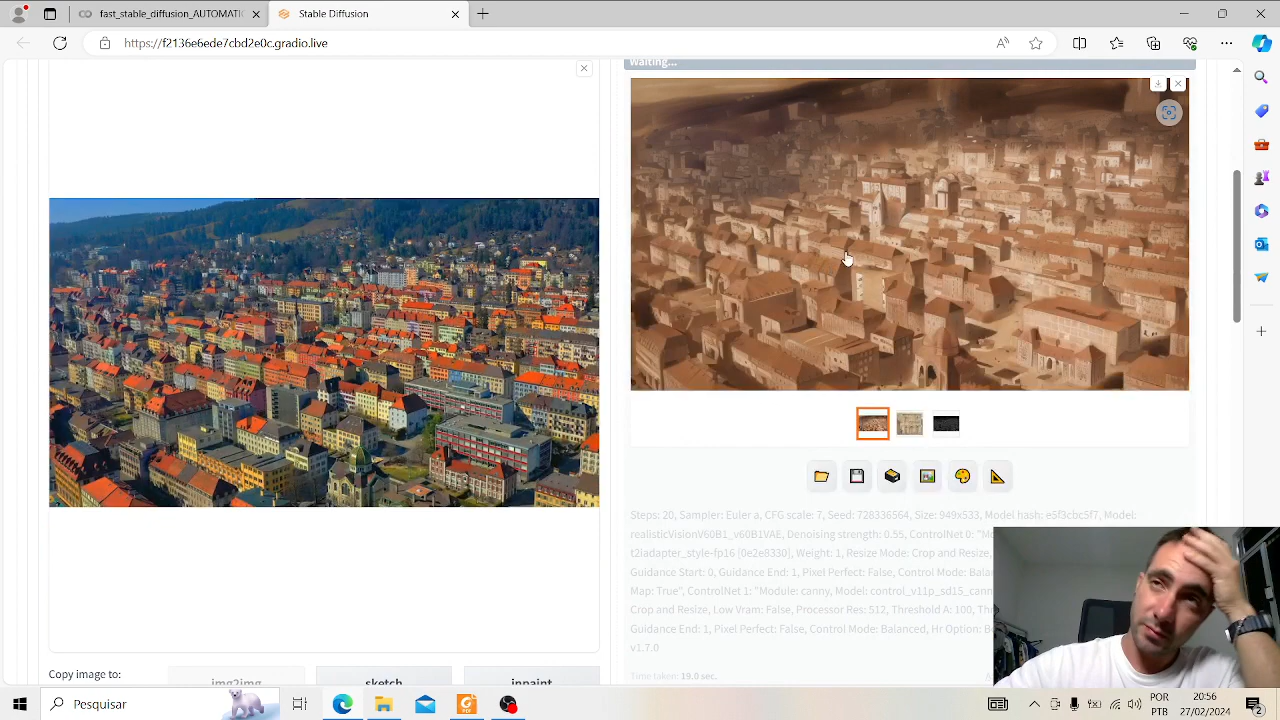 fast_stable_diffusion_AUTOMATIC
Stable Diffusion
https://f2136e6ede7cbd2e0c.gradio.live
Waiting...
Steps: 20, Sampler: Euler a, CFG scale: 7, Seed: 728336564, Size: 949x533, Model hash: e5f3cbc5f7, Model:
realisticVisionV60B1_v60B1VAE, Denoising strength: 0.55, ControlNet 0: "Mo
t2iadapter_style-fp16 [0e2e8330], Weight: 1, Resize Mode: Crop and Resize,
Guidance Start: 0, Guidance End: 1, Pixel Perfect: False, Control Mode: Bala
Map: True", ControlNet 1: "Module: canny, Model: control_v11p_sd15_cann
Crop and Resize, Low Vram: False, Processor Res: 512, Threshold A: 100, Thr
Guidance End: 1, Pixel Perfect: False, Control Mode: Balanced, Hr Option: Bo
v1.7.0
Time taken: 19.0 sec.
Copy image to:
img2img
sketch
inpaint
Pesquisar
POR
20:56